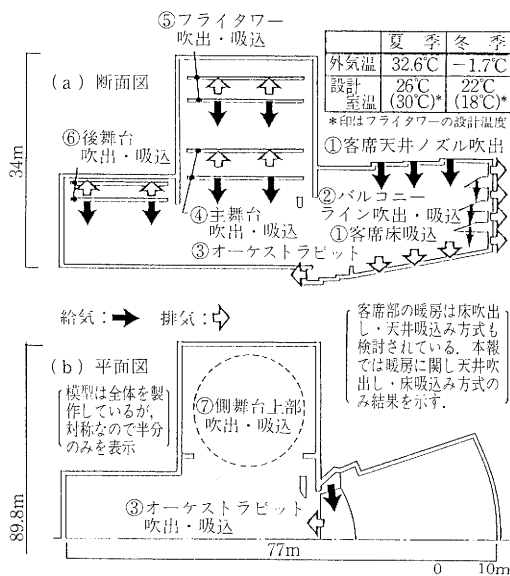 ⑤フライタワー
吹出・吸込
(a) 断面図
夏季 冬季
外気温 32.6℃ -1.7℃
設計 26℃ 22℃
室温 (30℃)* (18℃)*
*印はフライタワーの設計温度
①客席天井ノズル吹出
⑥後舞台
吹出・吸込
34m
②バルコニー
ライン吹出・吸込
④主舞台
吹出・吸込
①客席床吸込
③オーケストラピット
給気: 排気:
客席部の暖房は床吹出
し・天井吸込み方式も
検討されている. 本報
では暖房に関し天井吹
出し・床吸込み方式の
み結果を示す.
(b) 平面図
模型は全体を製
作しているが,
対称なので半分
のみを表示
⑦側舞台上部
吹出・吸込
③オーケストラピット
吹出・吸込
89.8m
77m
0 10m